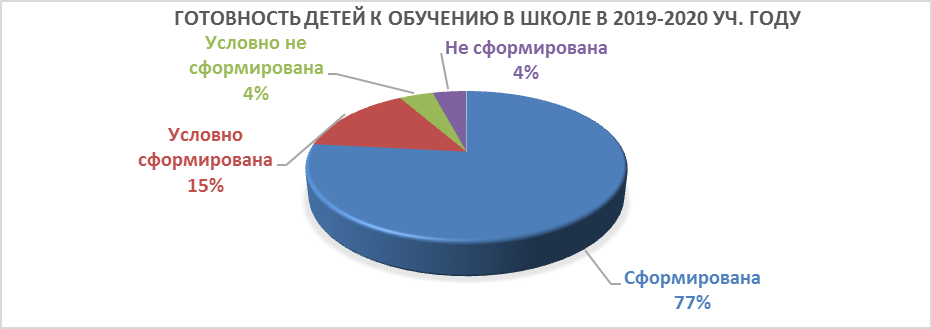 ГОТОВНОСТЬ ДЕТЕЙ К ОБУЧЕНИЮ В ШКОЛЕ В 2019-2020 УЧ. ГОДУ
Условно не
сформирована
4%
Не сформирована
4%
Условно
сформирована
15%
Сформирована
77%